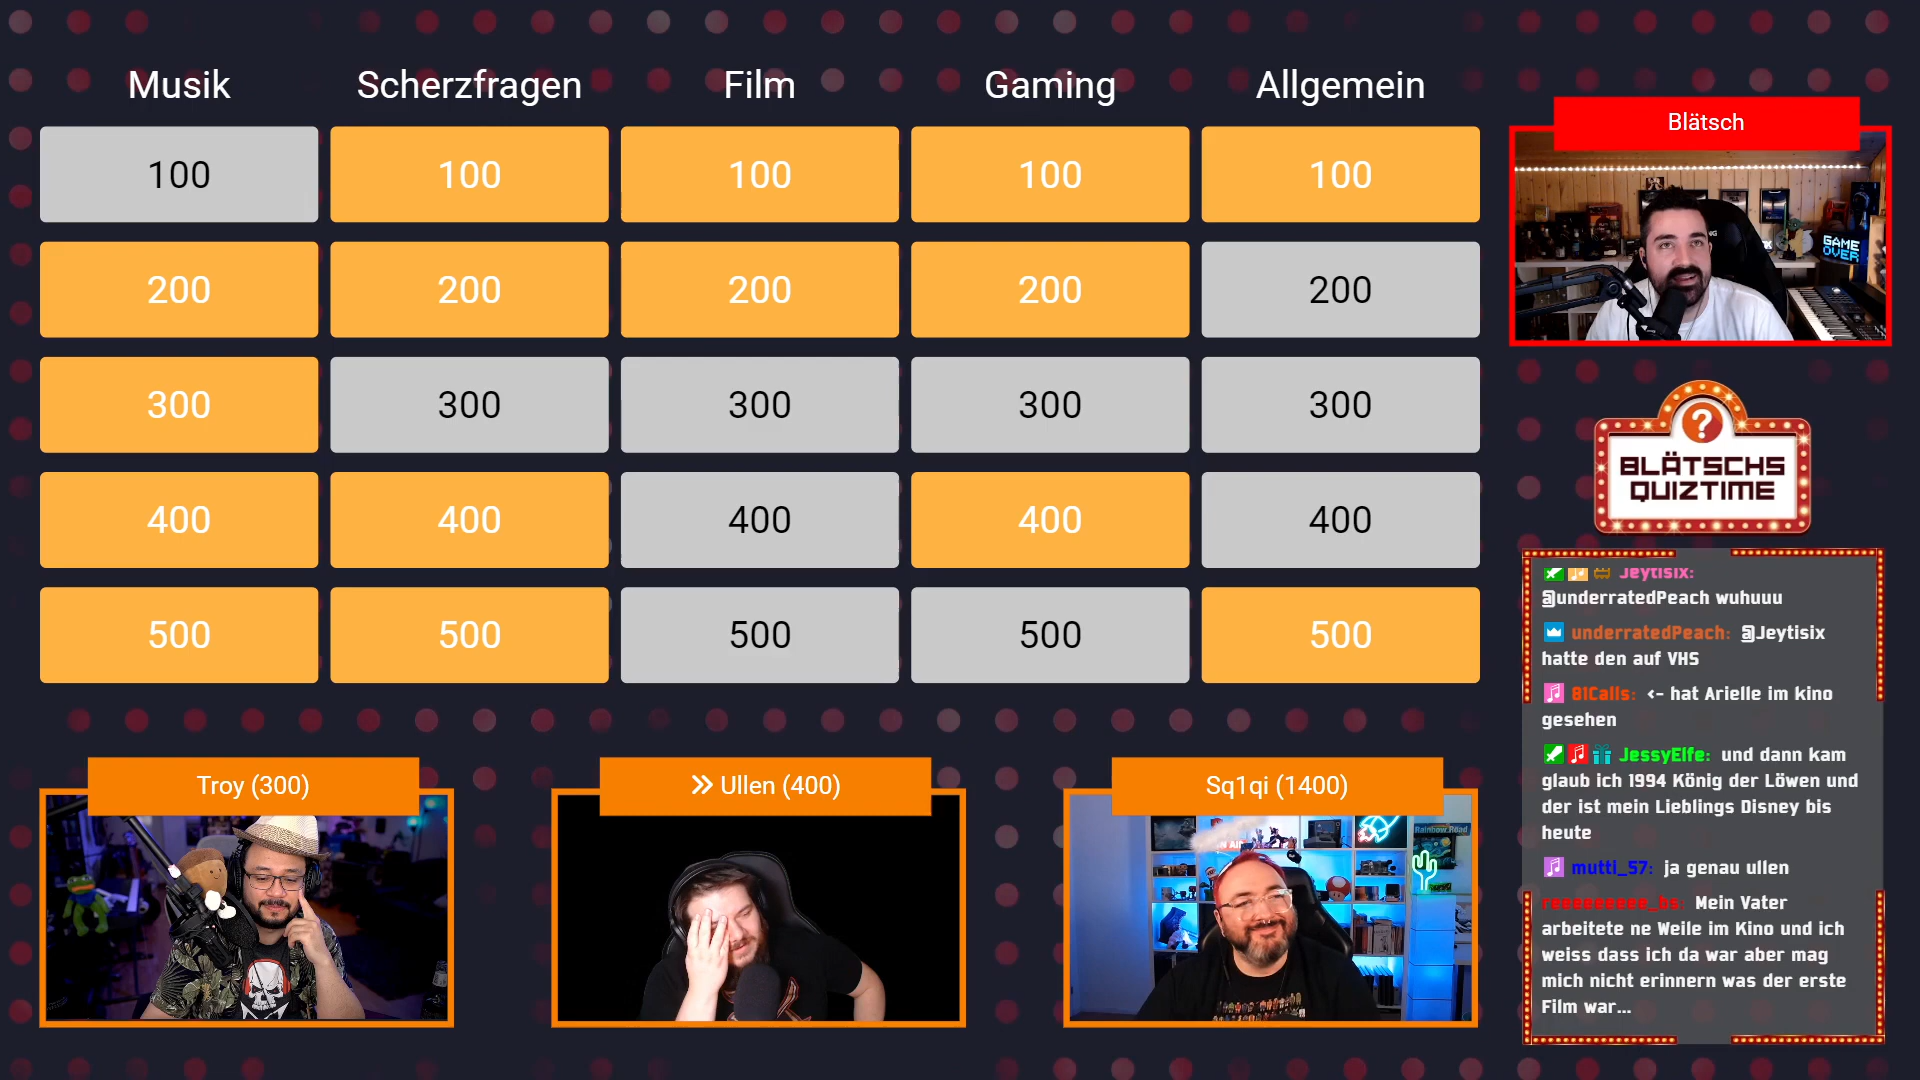 Musik Scherzfragen Film Gaming Allgemein
100 100 100 100 100
200 200 200 200 200
300 300 300 300 300
400 400 400 400 400
500 500 500 500 500
Blätsch
GAME
OVER
?
BLÄTSCHS
QUIZTIME
Jeytisix:
@underratedPeach wuhuuu
underratedPeach: @Jeytisix
hatte den auf VHS
81Calls: <- hat Arielle im kino
gesehen
JessyElfe: und dann kam
glaub ich 1994 König der Löwen und
der ist mein Lieblings Disney bis
heute
mutti_57: ja genau ullen
Mein Vater
arbeitete ne Weile im Kino und ich
weiss dass ich da war aber mag
mich nicht erinnern was der erste
Film war...
Troy (300)
» Ullen (400)
Sq1qi (1400)
Rainbow Road